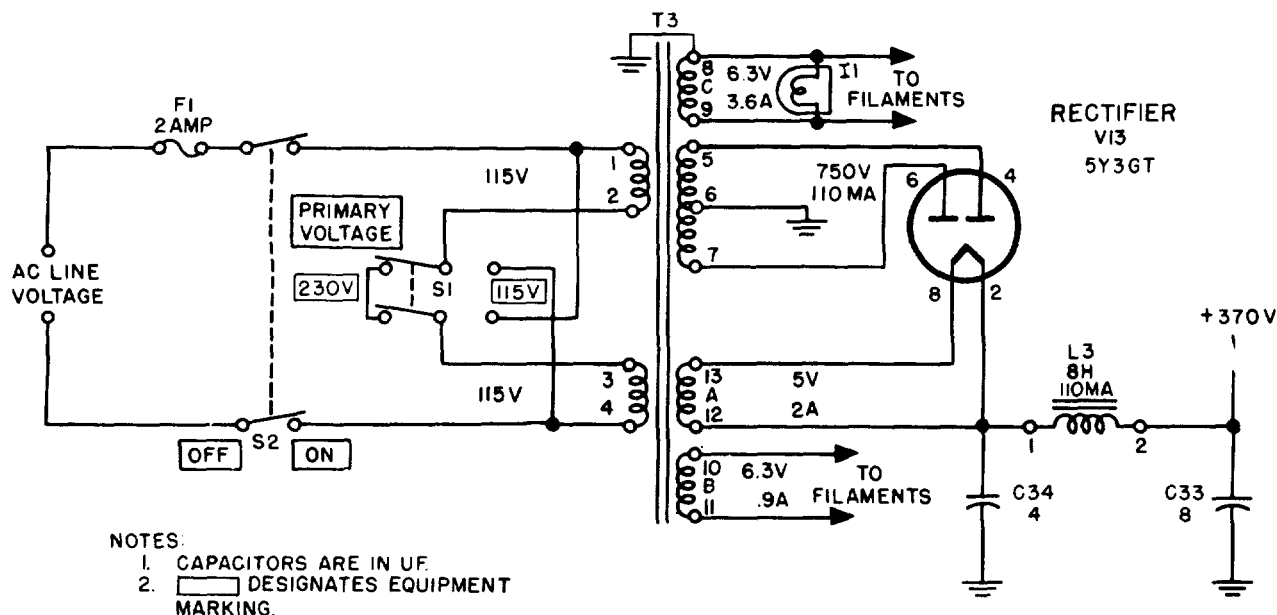 T3
F1
2 AMP
8
C
9
6.3V
3.6A
I1
TO
FILAMENTS
RECTIFIER
V13
5Y3GT
1
2
115V
5
6
7
750V
110 MA
6
4
8
2
PRIMARY
VOLTAGE
AC LINE
VOLTAGE
230V
S1
115V
+370V
3
4
115V
13
A
12
5V
2A
L3
8H
110MA
1
2
OFF
S2
ON
10
B
11
6.3V
.9A
TO
FILAMENTS
C34
4
C33
8
NOTES:
1. CAPACITORS ARE IN UF.
2. DESIGNATES EQUIPMENT
MARKING.